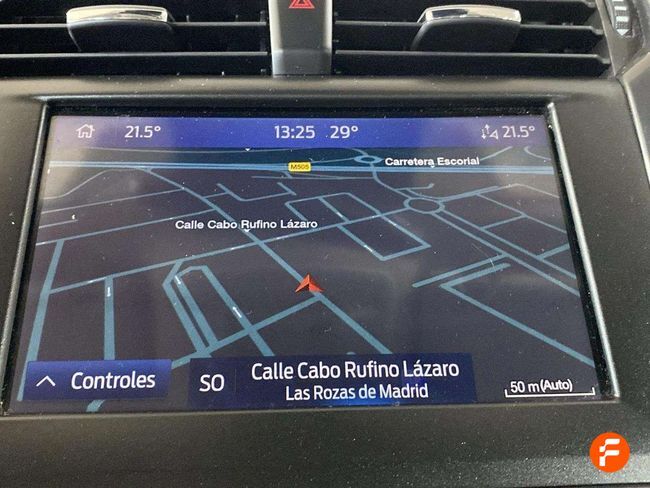 21.5°
13:25
29°
21.5°
M505
Carretera Escorial
Calle Cabo Rufino Lázaro
Controles
SO
Calle Cabo Rufino Lázaro
Las Rozas de Madrid
50 m(Auto)